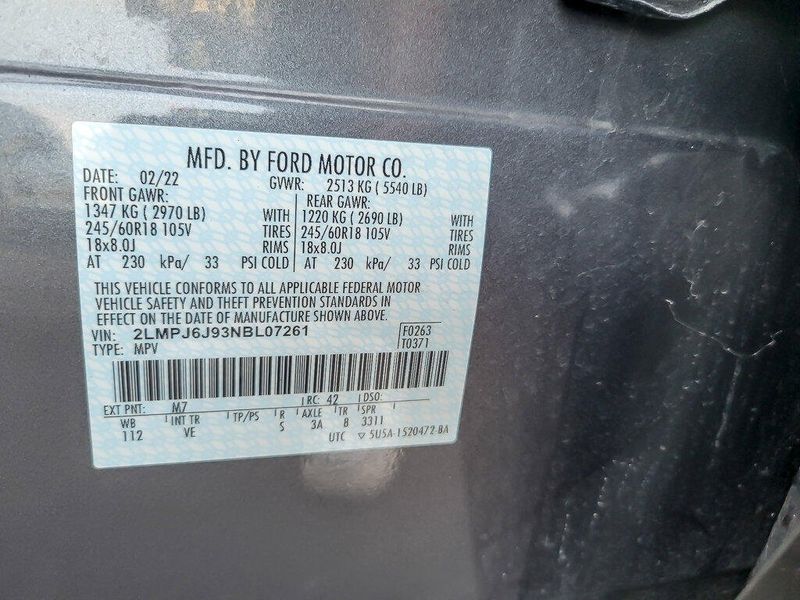 MFD. BY FORD MOTOR CO.
DATE: 02/22 GVWR: 2513 KG ( 5540 LB)
FRONT GAWR: REAR GAWR:
1347 KG ( 2970 LB) WITH 1220 KG ( 2690 LB) WITH
245/60R18 105V TIRES 245/60R18 105V TIRES
18x8.0J RIMS 18x8.0J RIMS
AT 230 kPa/ 33 PSI COLD AT 230 kPa/ 33 PSI COLD
THIS VEHICLE CONFORMS TO ALL APPLICABLE FEDERAL MOTOR
VEHICLE SAFETY AND THEFT PREVENTION STANDARDS IN
EFFECT ON THE DATE OF MANUFACTURE SHOWN ABOVE.
VIN: 2LMPJ6J93NBL07261 F0263
TYPE: MPV T0371
EXT PNT: M7 RC: 42 DSO:
WB INT TR TP/PS R AXLE TR SPR
112 VE S 3A 8 3311
UTC ▽ 5U5A-1520472-BA